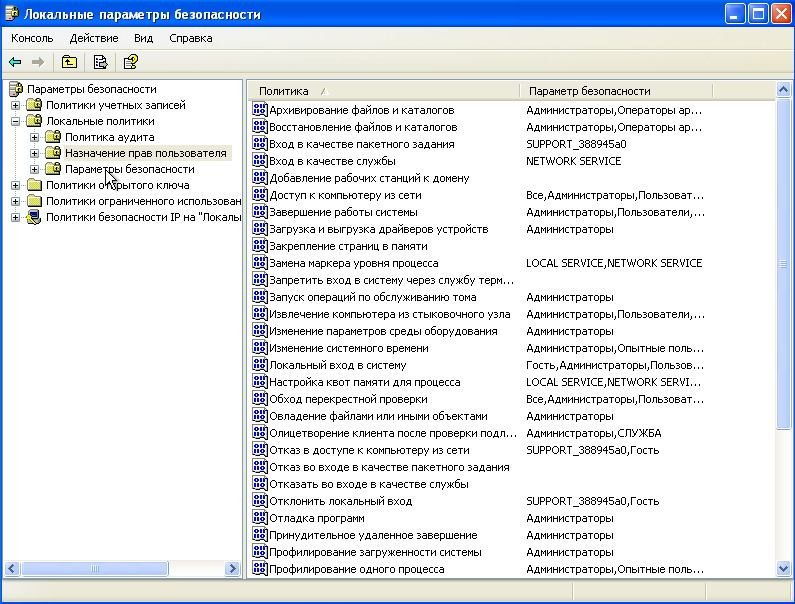 Локальные параметры безопасности
Консоль Действие Вид Справка
Параметры безопасности
Политики учетных записей
Локальные политики
Политика аудита
Назначение прав пользователя
Параметры безопасности
Политики открытого ключа
Политики ограниченного использован
Политики безопасности IP на "Локалы
Политика Параметр безопасности
Архивирование файлов и каталогов Администраторы,Операторы ар...
Восстановление файлов и каталогов Администраторы,Операторы ар...
Вход в качестве пакетного задания SUPPORT_388945a0
Вход в качестве службы NETWORK SERVICE
Добавление рабочих станций к домену
Доступ к компьютеру из сети Все,Администраторы,Пользоват...
Завершение работы системы Администраторы,Пользователи,...
Загрузка и выгрузка драйверов устройств Администраторы
Закрепление страниц в памяти
Замена маркера уровня процесса LOCAL SERVICE,NETWORK SERVICE
Запретить вход в систему через службу терм...
Запуск операций по обслуживанию тома Администраторы
Извлечение компьютера из стыковочного узла Администраторы,Пользователи,...
Изменение параметров среды оборудования Администраторы
Изменение системного времени Администраторы,Опытные поль...
Локальный вход в систему Гость,Администраторы,Пользов...
Настройка квот памяти для процесса LOCAL SERVICE,NETWORK SERVI...
Обход перекрестной проверки Все,Администраторы,Пользоват...
Овладение файлами или иными объектами Администраторы
Олицетворение клиента после проверки подл... Администраторы,СЛУЖБА
Отказ в доступе к компьютеру из сети SUPPORT_388945a0,Гость
Отказ во входе в качестве пакетного задания
Отказать во входе в качестве службы
Отклонить локальный вход SUPPORT_388945a0,Гость
Отладка программ Администраторы
Принудительное удаленное завершение Администраторы
Профилирование загруженности системы Администраторы
Профилирование одного процесса Администраторы,Опытные поль...